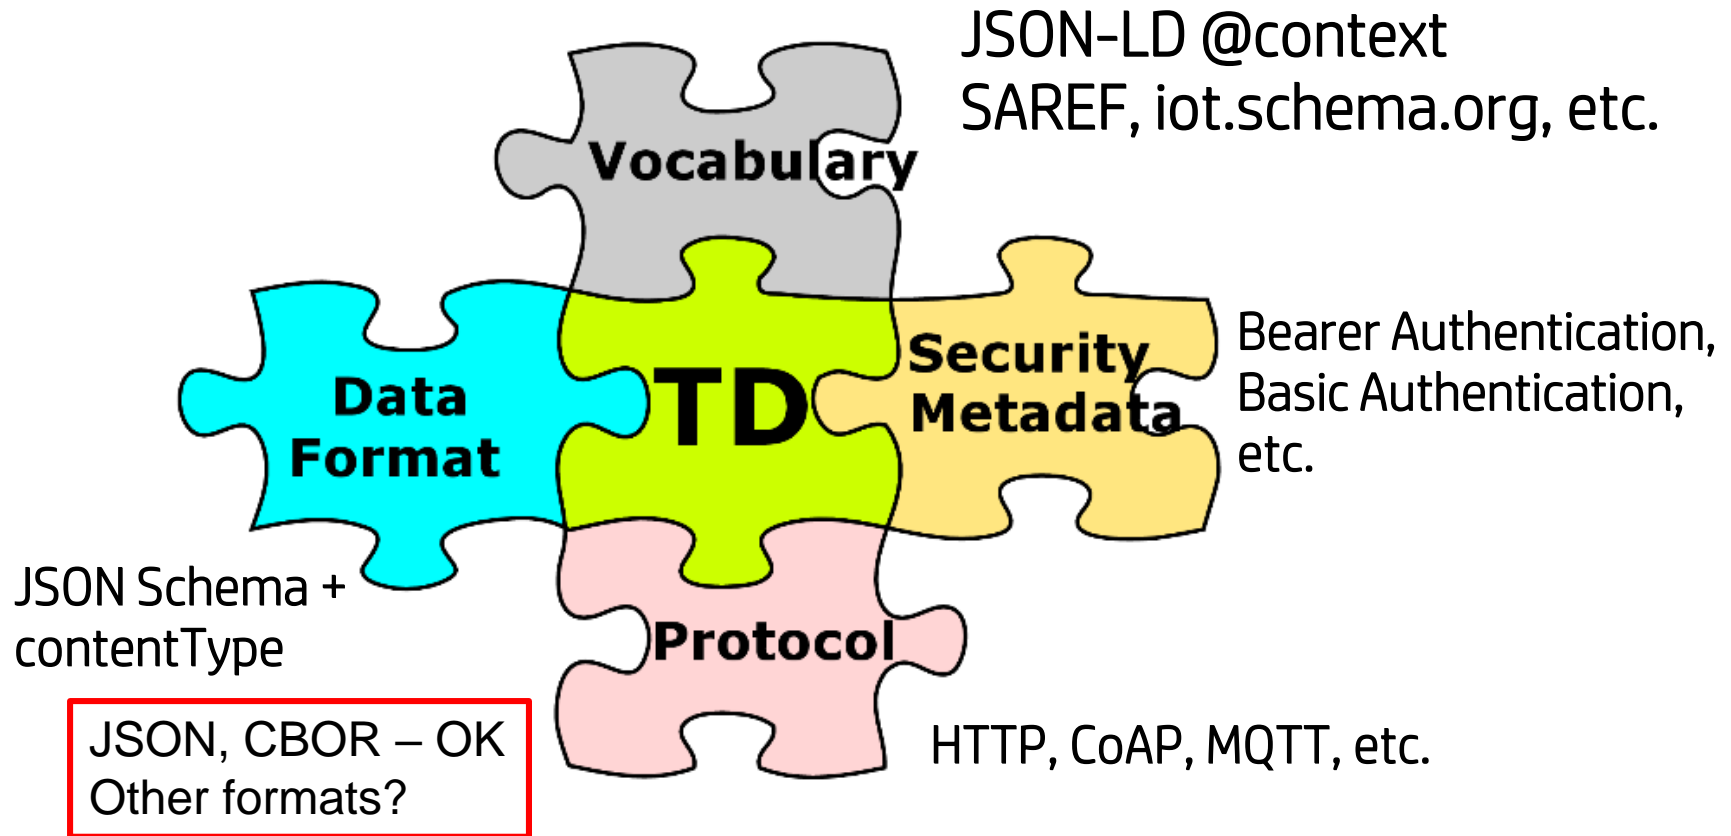 JSON-LD @context
SAREF, iot.schema.org, etc.
Vocabulary
Data
Format
TD
Security
Metadata
Bearer Authentication,
Basic Authentication,
etc.
JSON Schema +
contentType
Protocol
JSON, CBOR – OK
Other formats?
HTTP, CoAP, MQTT, etc.